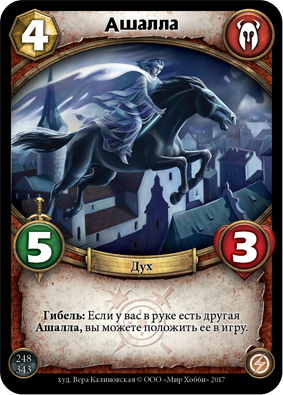 4
Ашалла
5
Дух
3
Гибель: Если у вас в руке есть другая
Ашалла, вы можете положить ее в игру.
248
343
худ. Вера Калиновская © ООО «Мир Хобби» 2017